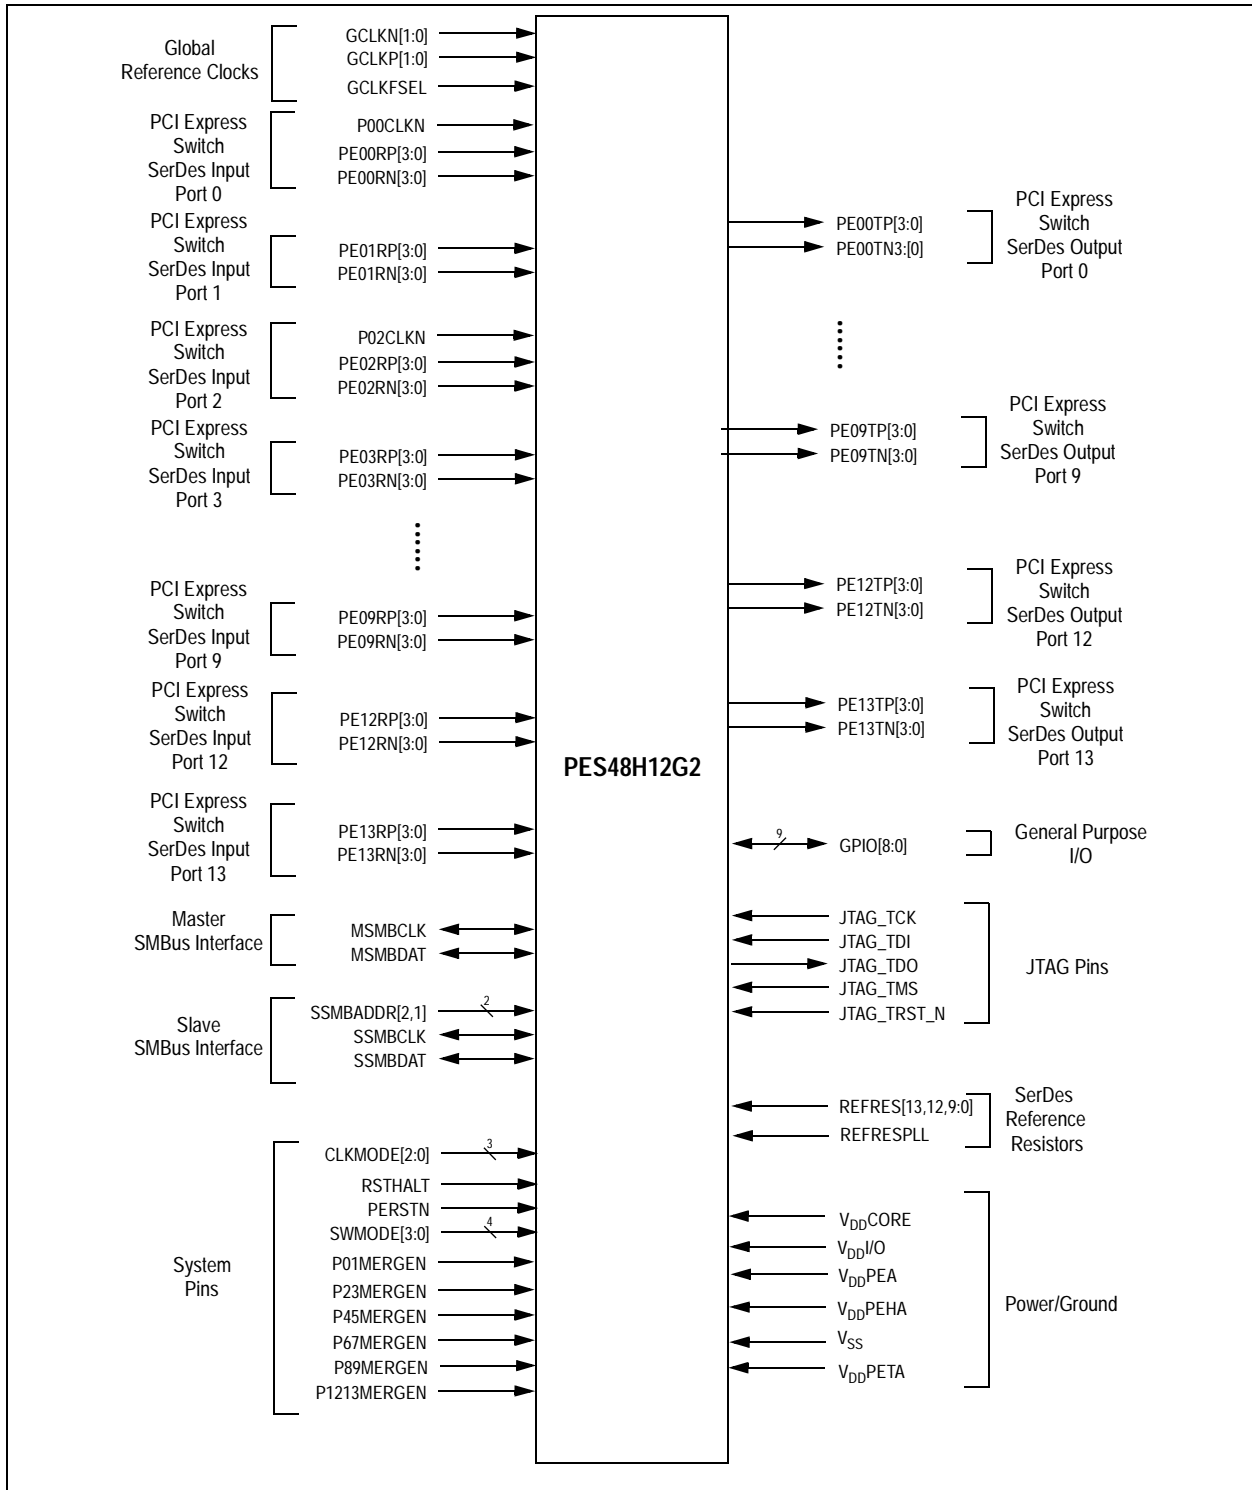 Global
Reference Clocks
GCLKN[1:0]
GCLKP[1:0]
GCLKFSEL
PCI Express
Switch
SerDes Input
Port 0
P00CLKN
PE00RP[3:0]
PE00RN[3:0]
PCI Express
Switch
SerDes Input
Port 1
PE01RP[3:0]
PE01RN[3:0]
PCI Express
Switch
SerDes Input
Port 2
P02CLKN
PE02RP[3:0]
PE02RN[3:0]
PCI Express
Switch
SerDes Input
Port 3
PE03RP[3:0]
PE03RN[3:0]
PCI Express
Switch
SerDes Input
Port 9
PE09RP[3:0]
PE09RN[3:0]
PCI Express
Switch
SerDes Input
Port 12
PE12RP[3:0]
PE12RN[3:0]
PCI Express
Switch
SerDes Input
Port 13
PE13RP[3:0]
PE13RN[3:0]
Master
SMBus Interface
MSMBCLK
MSMBDAT
Slave
SMBus Interface
SSMBADDR[2,1]
2
SSMBCLK
SSMBDAT
System
Pins
CLKMODE[2:0]
3
RSTHALT
PERSTN
SWMODE[3:0]
4
P01MERGEN
P23MERGEN
P45MERGEN
P67MERGEN
P89MERGEN
P1213MERGEN
PES48H12G2
PE00TP[3:0]
PE00TN3:[0]
PCI Express
Switch
SerDes Output
Port 0
PE09TP[3:0]
PE09TN[3:0]
PCI Express
Switch
SerDes Output
Port 9
PE12TP[3:0]
PE12TN[3:0]
PCI Express
Switch
SerDes Output
Port 12
PE13TP[3:0]
PE13TN[3:0]
PCI Express
Switch
SerDes Output
Port 13
9
GPIO[8:0]
General Purpose
I/O
JTAG_TCK
JTAG_TDI
JTAG_TDO
JTAG_TMS
JTAG_TRST_N
JTAG Pins
REFRES[13,12,9:0]
REFRESPLL
SerDes
Reference
Resistors
VDDCORE
VDDI/O
VDDPEA
VDDPEHA
VSS
VDDPETA
Power/Ground